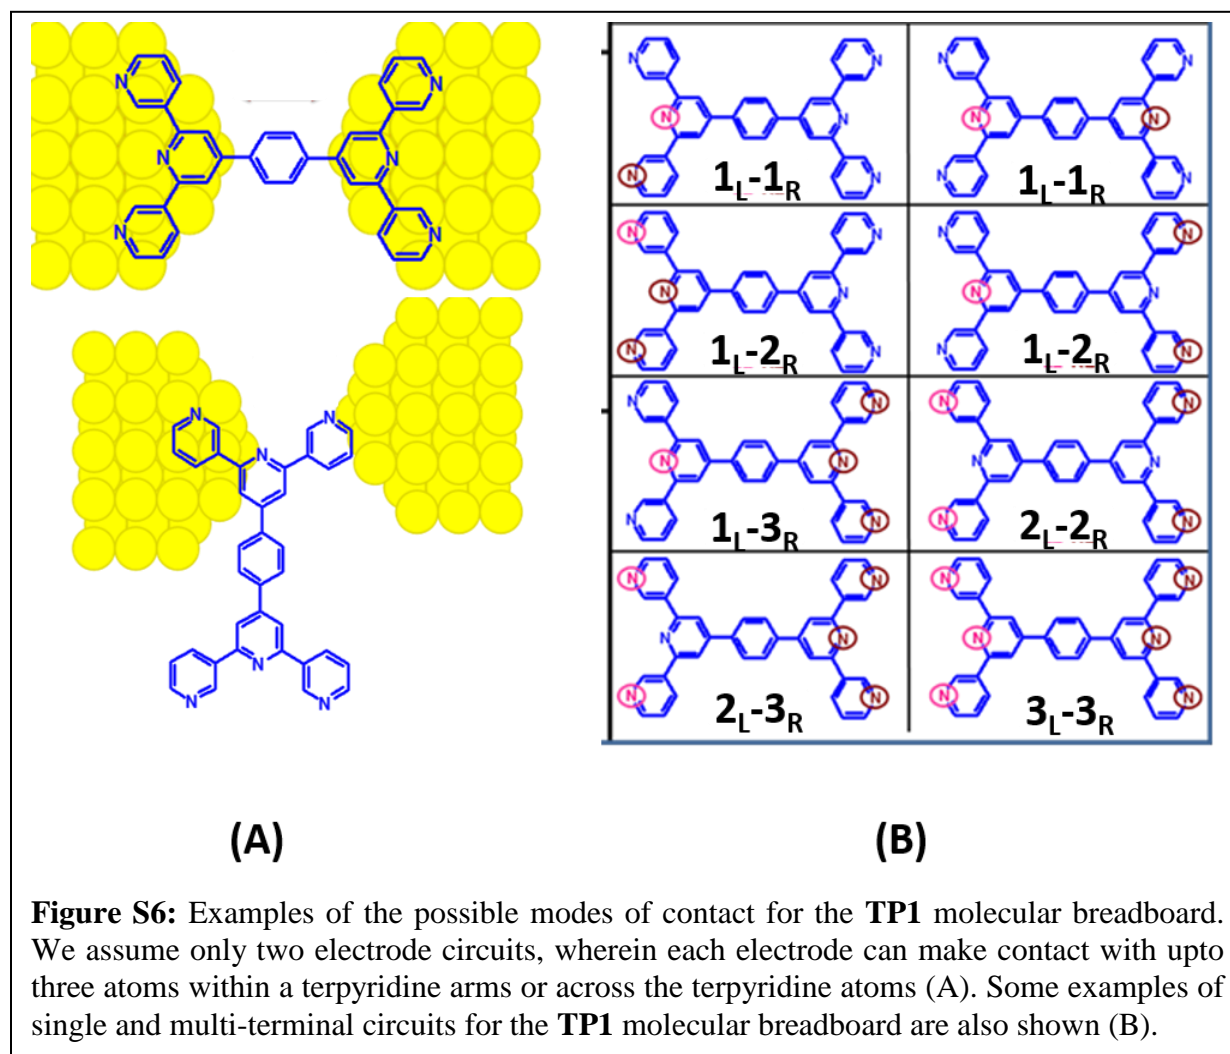 N N N N N N
N N N N N N
N N N N N N
1L-1R
N N N N N N
1L-1R
N N N N N N
1L-2R
N N N N N N
1L-2R
N N N N N N
1L-3R
N N N N N N
2L-2R
N N N N N N
2L-3R
N N N N N N
3L-3R
(A)
(B)
Figure S6: Examples of the possible modes of contact for the TP1 molecular breadboard.
We assume only two electrode circuits, wherein each electrode can make contact with upto
three atoms within a terpyridine arms or across the terpyridine atoms (A). Some examples of
single and multi-terminal circuits for the TP1 molecular breadboard are also shown (B).